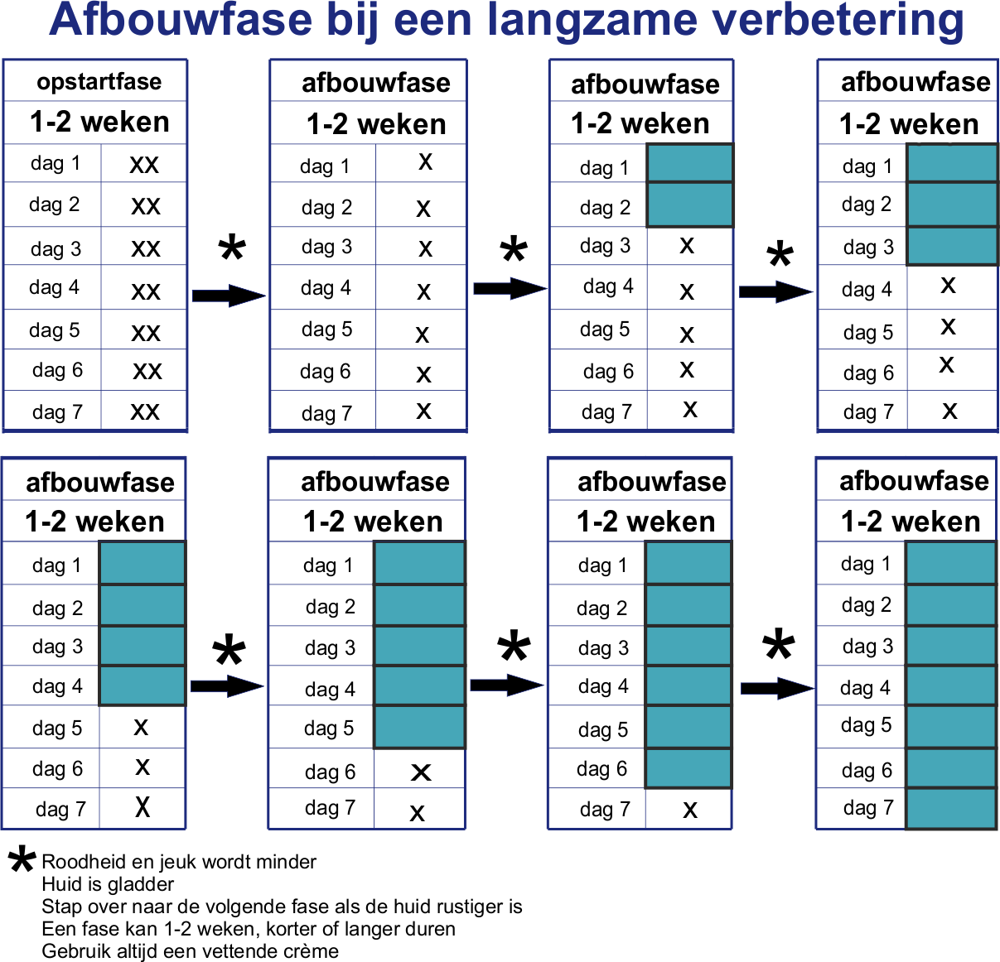 Afbouwfase bij een langzame verbetering
opstartfase
1-2 weken
dag 1 XX
dag 2 XX
dag 3 XX
dag 4 XX
dag 5 XX
dag 6 XX
dag 7 XX
*
afbouwfase
1-2 weken
dag 1 X
dag 2 X
dag 3 X
dag 4 X
dag 5 X
dag 6 X
dag 7 X
*
afbouwfase
1-2 weken
dag 1
dag 2
dag 3 X
dag 4 X
dag 5 X
dag 6 X
dag 7 X
*
afbouwfase
1-2 weken
dag 1
dag 2
dag 3
dag 4 X
dag 5 X
dag 6 X
dag 7 X
afbouwfase
1-2 weken
dag 1
dag 2
dag 3
dag 4
dag 5 X
dag 6 X
dag 7 X
*
afbouwfase
1-2 weken
dag 1
dag 2
dag 3
dag 4
dag 5
dag 6 X
dag 7 X
*
afbouwfase
1-2 weken
dag 1
dag 2
dag 3
dag 4
dag 5
dag 6
dag 7 X
*
afbouwfase
1-2 weken
dag 1
dag 2
dag 3
dag 4
dag 5
dag 6
dag 7
* Roodheid en jeuk wordt minder
Huid is gladder
Stap over naar de volgende fase als de huid rustiger is
Een fase kan 1-2 weken, korter of langer duren
Gebruik altijd een vettende crème